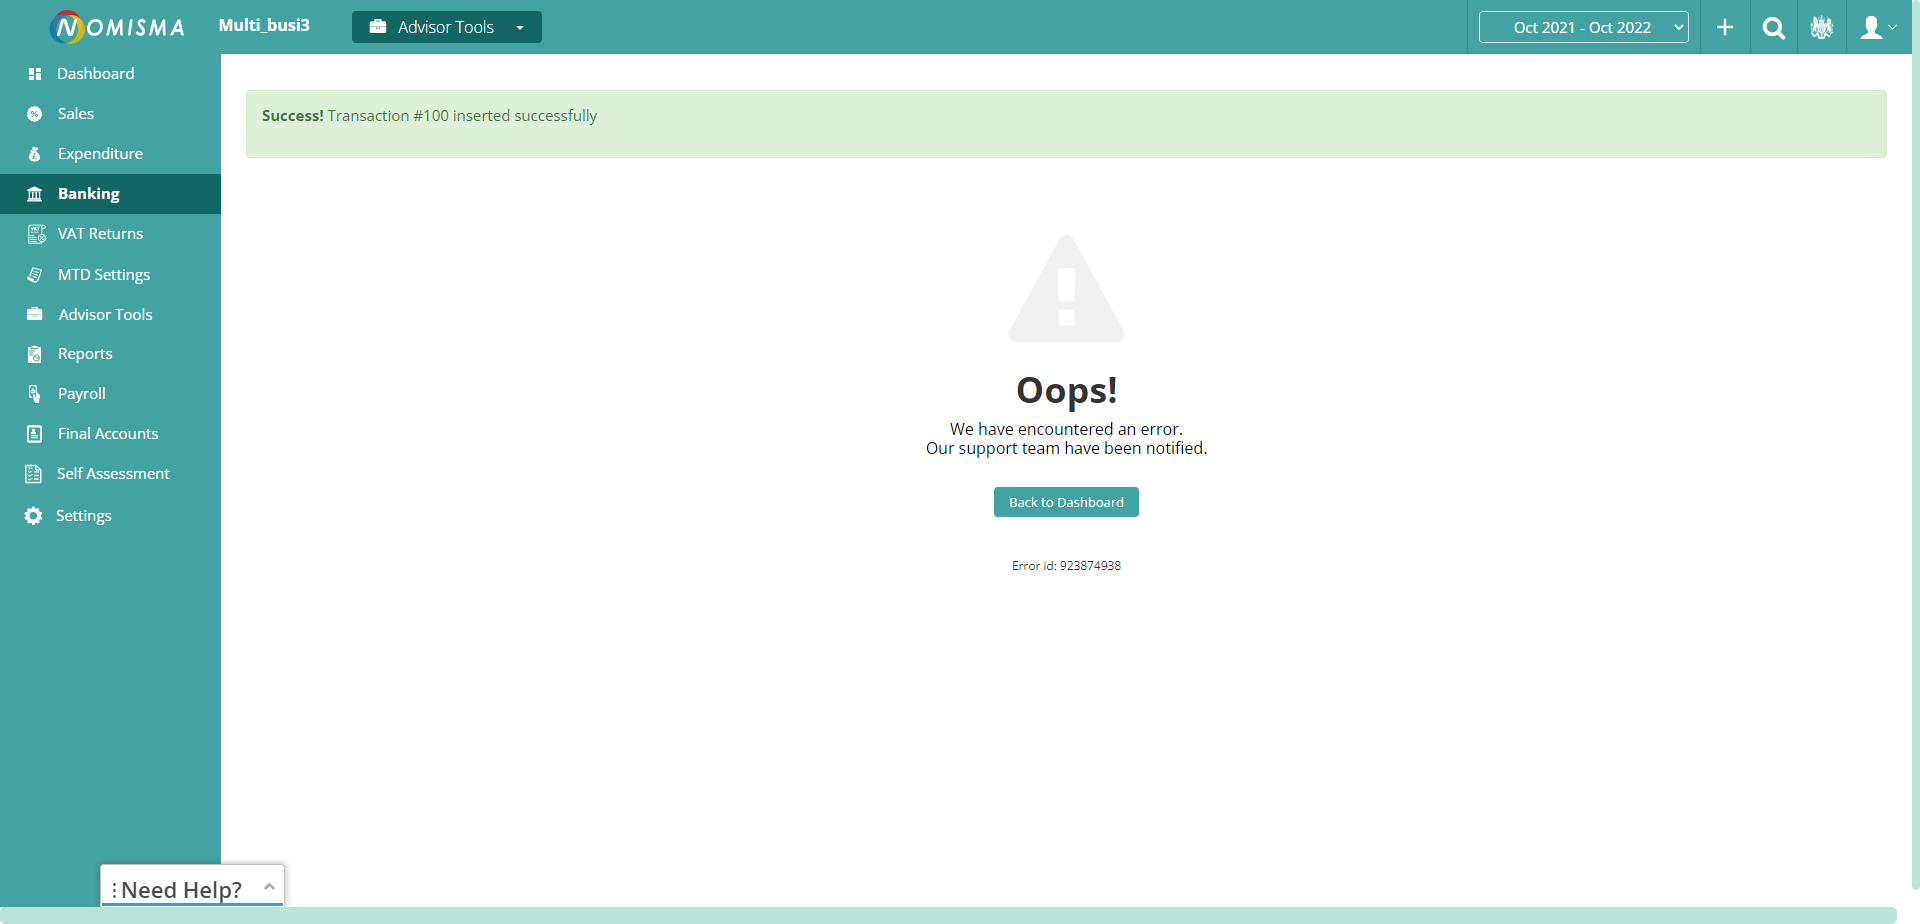 NOMISMA
Multi_busi3
Advisor Tools
Oct 2021 - Oct 2022
Dashboard
Sales
Expenditure
Banking
VAT Returns
MTD Settings
Advisor Tools
Reports
Payroll
Final Accounts
Self Assessment
Settings
Success! Transaction #100 inserted successfully
Oops!
We have encountered an error.
Our support team have been notified.
Back to Dashboard
Error id: 923874938
Need Help?